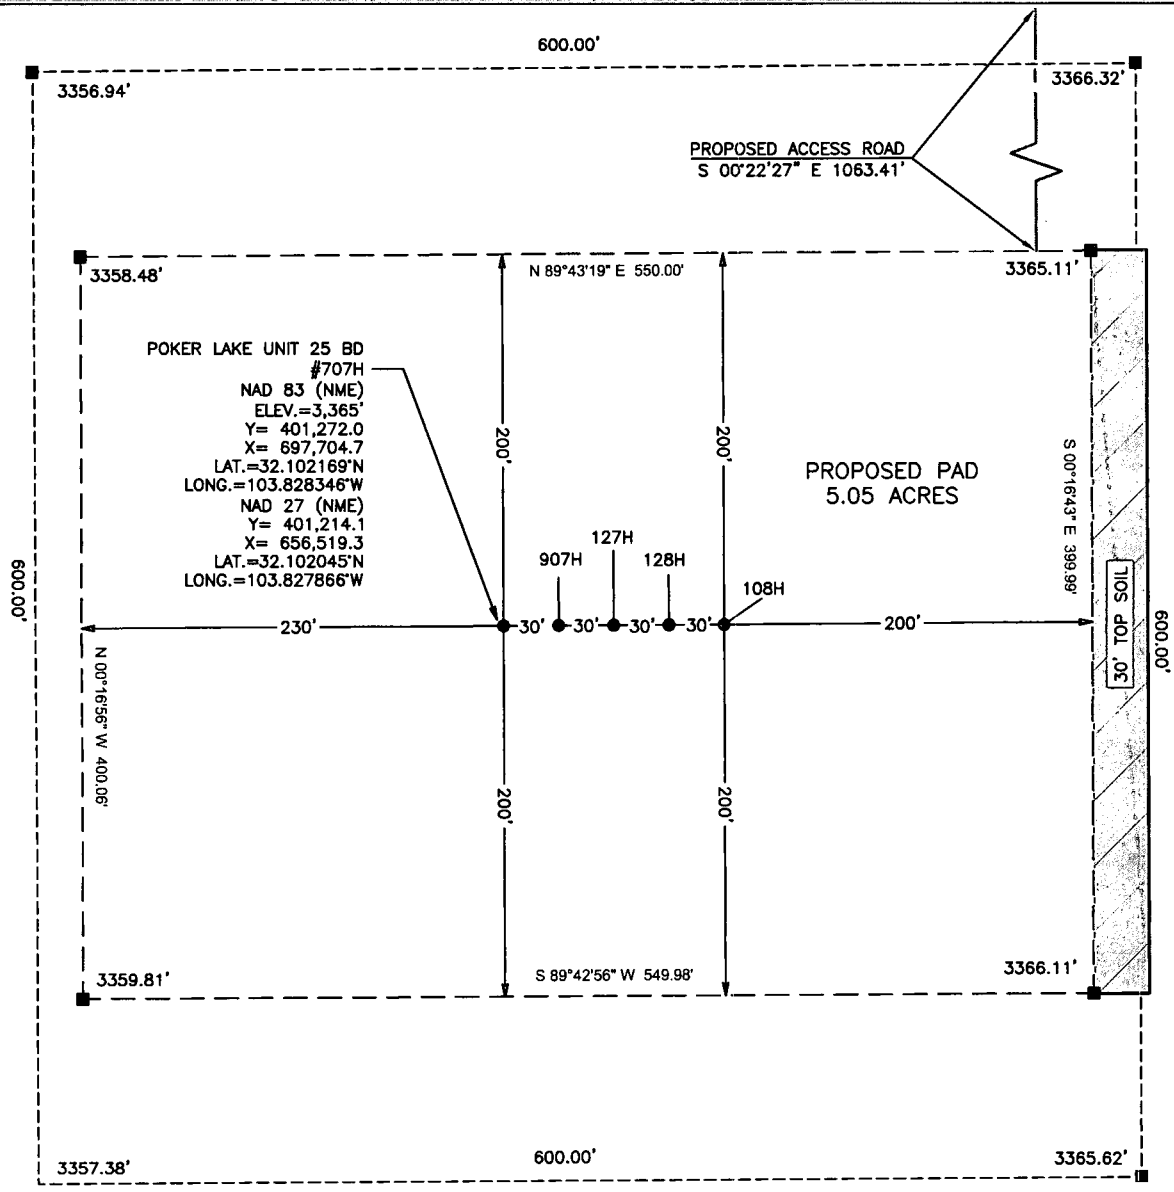 600.00'
3356.94'
3366.32'
PROPOSED ACCESS ROAD
S 00°22'27" E 1063.41'
3358.48'
N 89°43'19" E 550.00'
3365.11'
POKER LAKE UNIT 25 BD
#707H
NAD 83 (NME)
ELEV.=3,365'
Y= 401,272.0
X= 697,704.7
LAT.=32.102169°N
LONG.=103.828346°W
NAD 27 (NME)
Y= 401,214.1
X= 656,519.3
LAT.=32.102045°N
LONG.=103.827866°W
200'
200'
PROPOSED PAD
5.05 ACRES
S 00°16'43" E 399.99'
907H
127H
128H
108H
600.00'
230'
30'
30'
30'
30'
200'
30' TOP SOIL
600.00'
N 00°16'56" W 400.06'
200'
200'
3359.81'
S 89°42'56" W 549.98'
3366.11'
3357.38'
600.00'
3365.62'